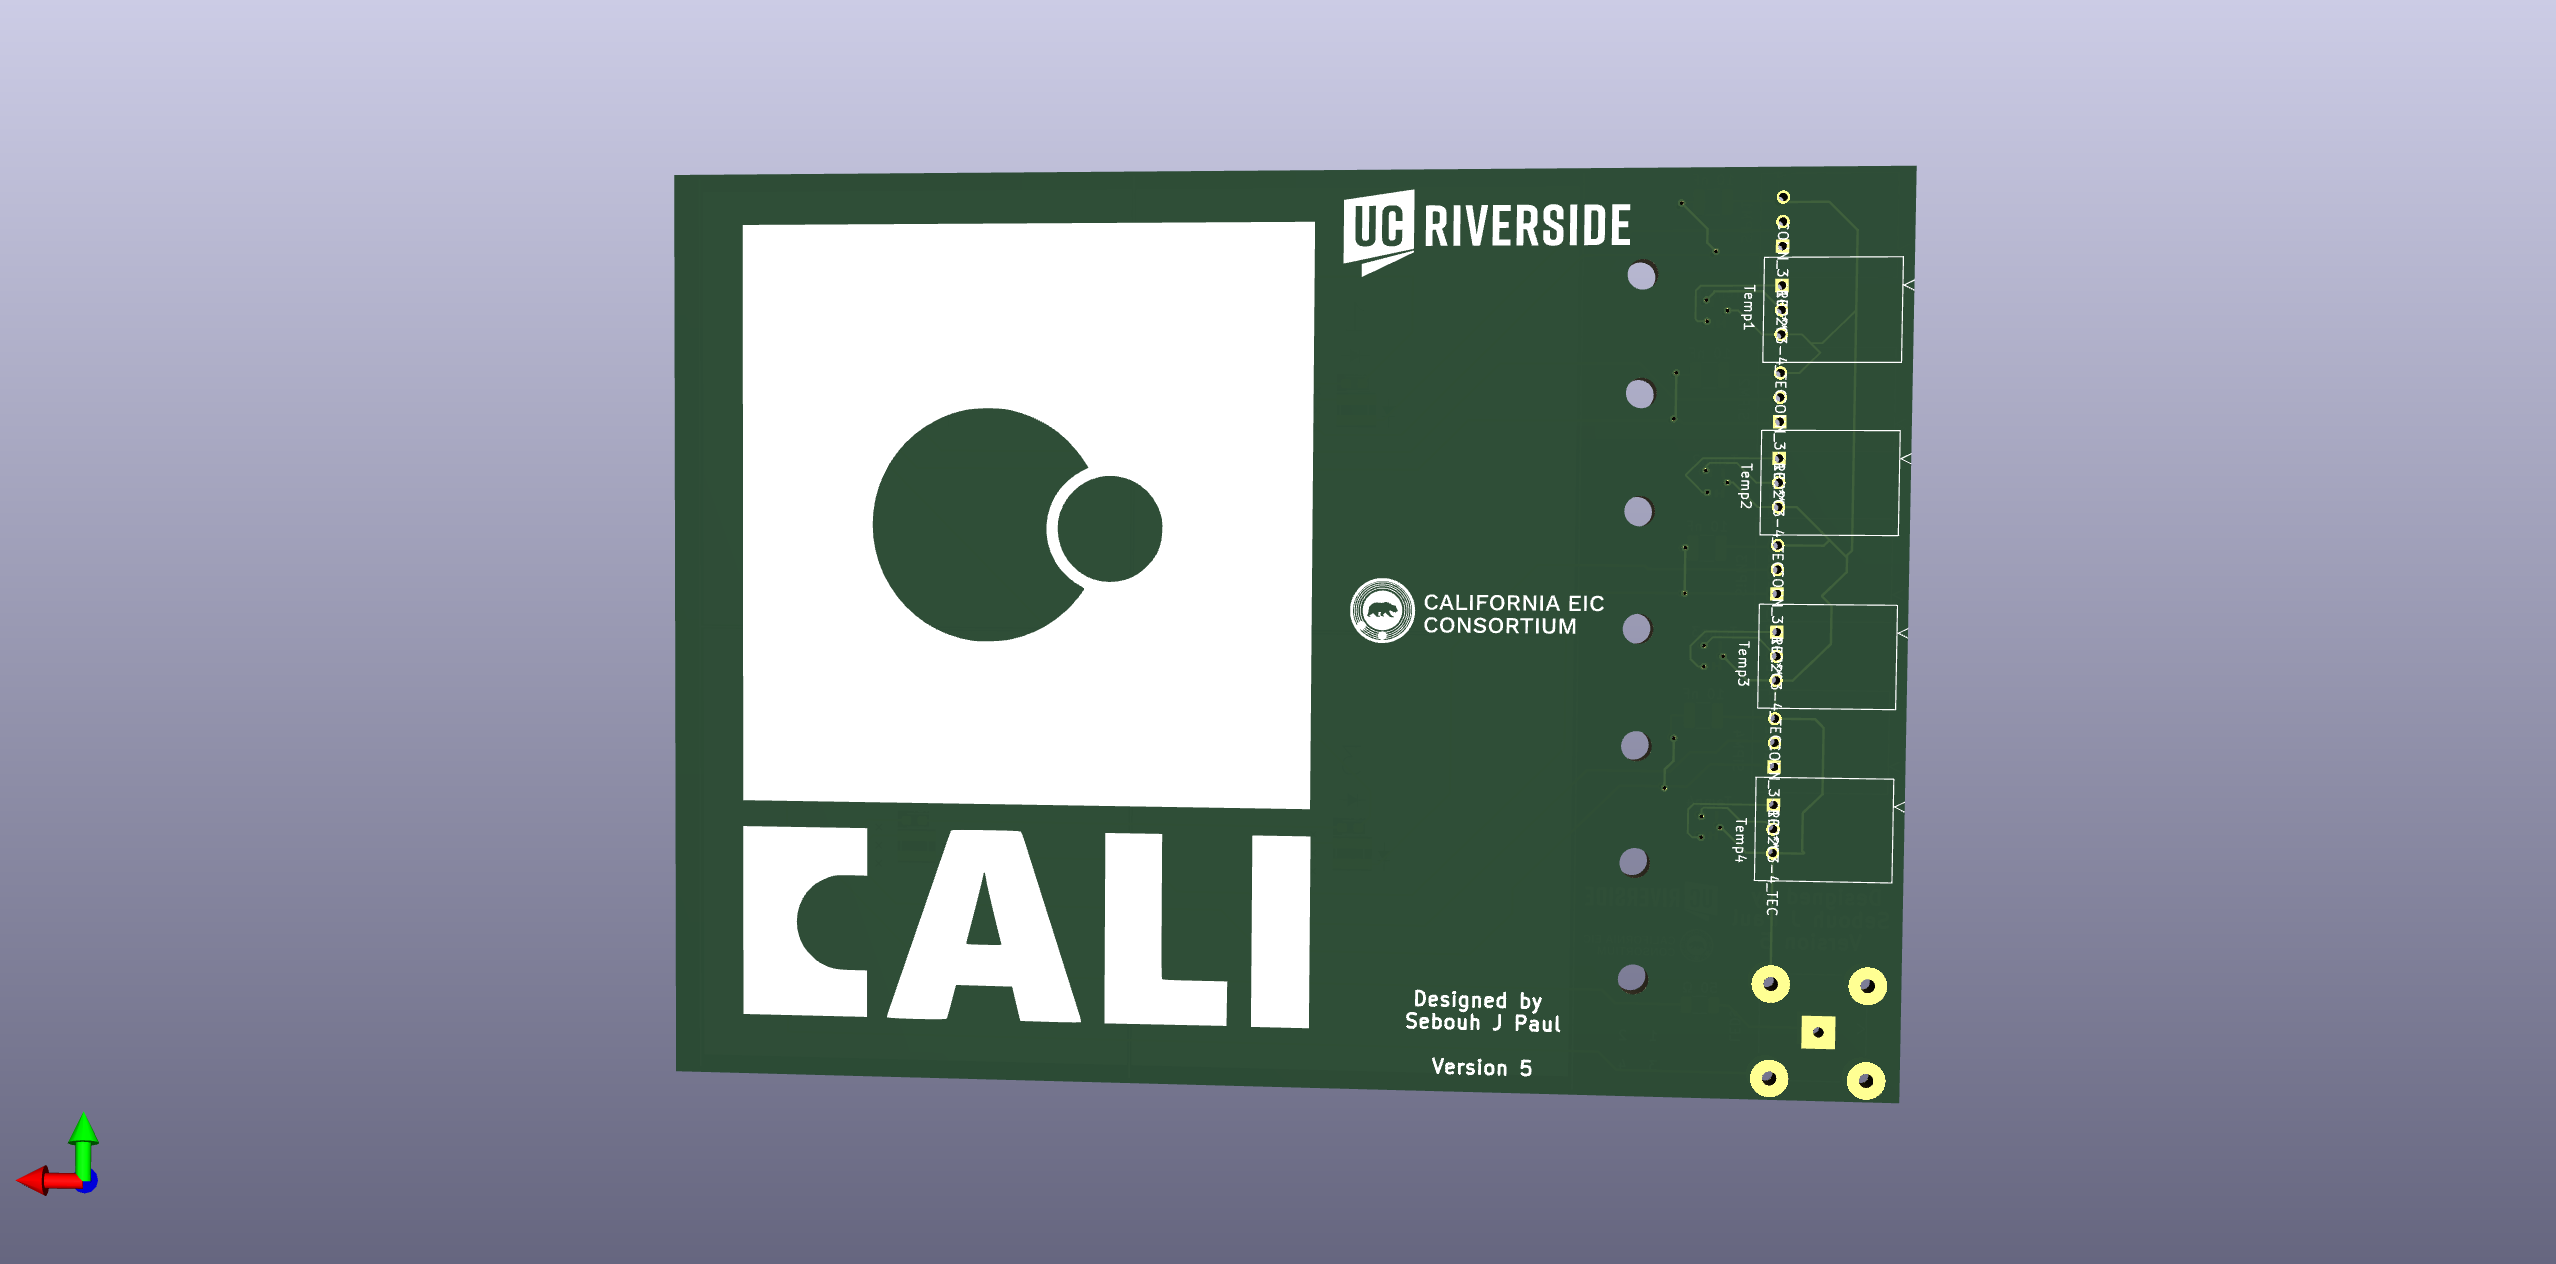 UC RIVERSIDE
Temp1
Temp2
CALIFORNIA EIC
CONSORTIUM
Temp3
Temp4
CALI
Designed by
Sebouh J Paul
Version 5